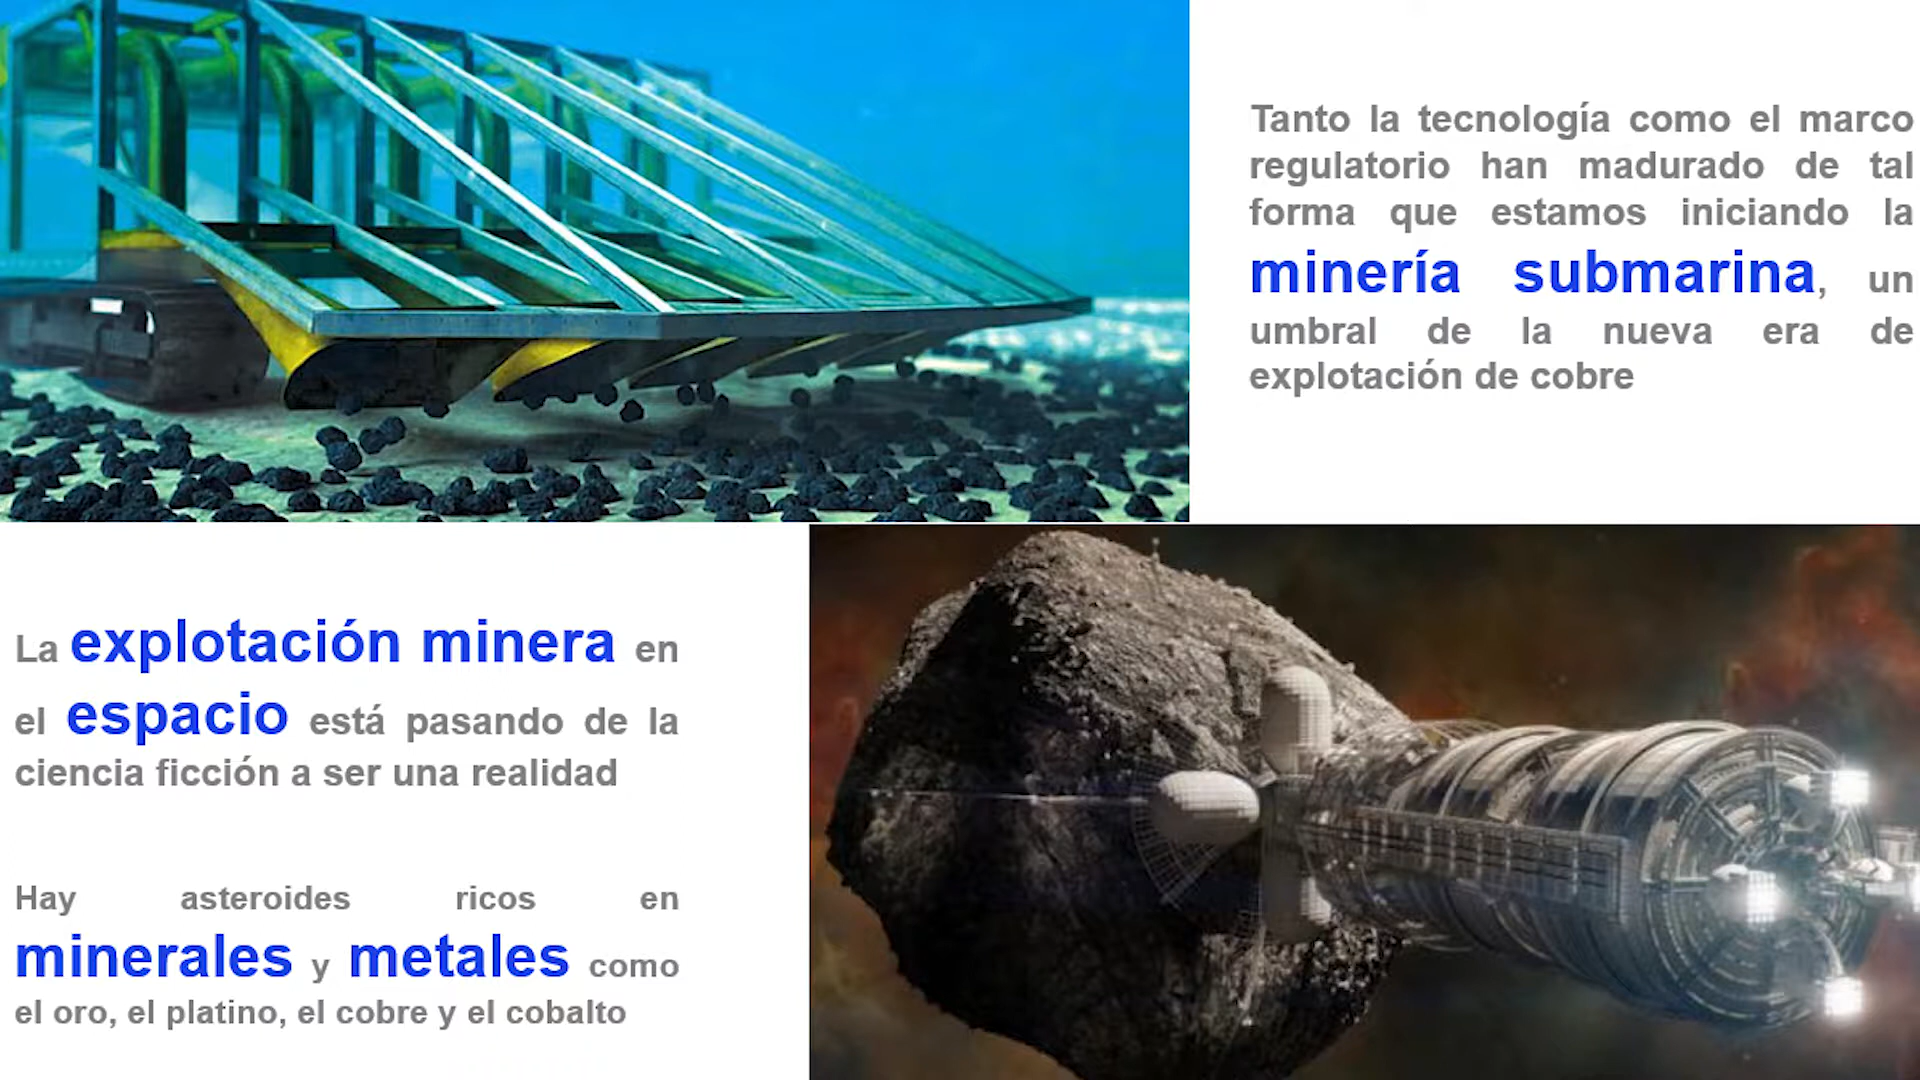 Tanto la tecnología como el marco
regulatorio han madurado de tal
forma que estamos iniciando la
minería submarina, un
umbral de la nueva era de
explotación de cobre
La explotación minera en
el espacio está pasando de la
ciencia ficción a ser una realidad
Hay asteroides ricos en
minerales y metales como
el oro, el platino, el cobre y el cobalto